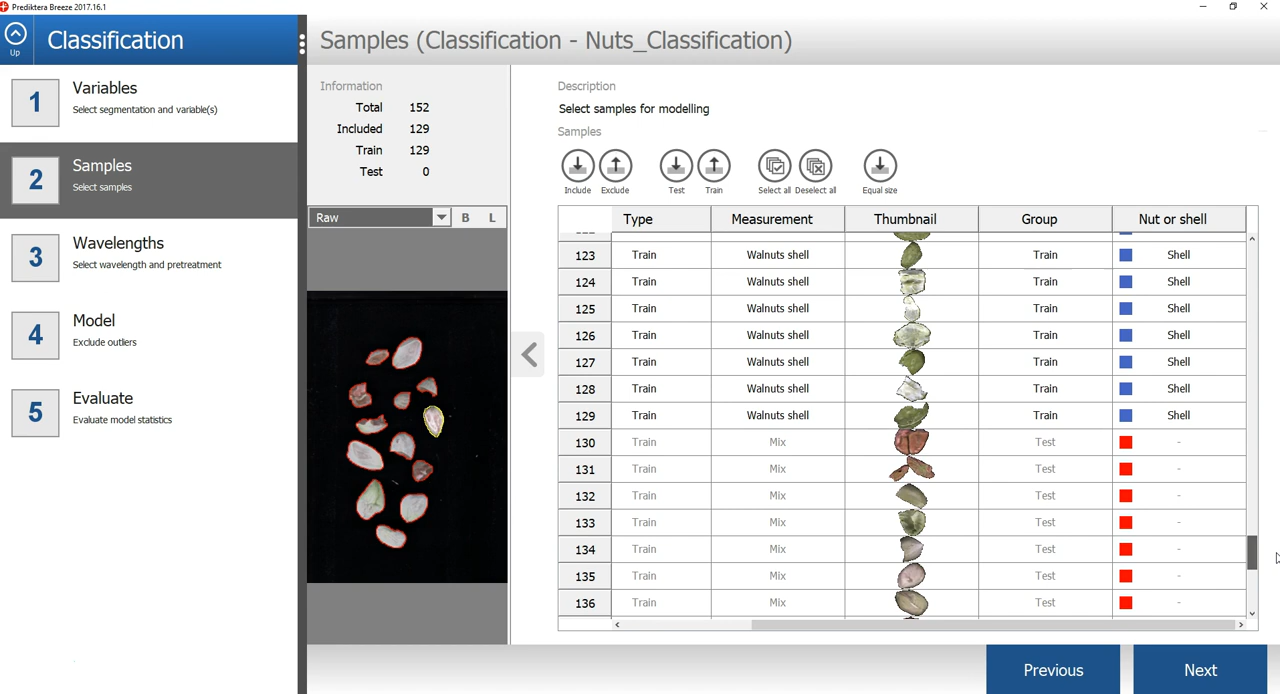 Prediktera Breeze 2017.16.1
Up
Classification
Samples (Classification - Nuts_Classification)
1
Variables
Select segmentation and variable(s)
2
Samples
Select samples
3
Wavelengths
Select wavelength and pretreatment
4
Model
Exclude outliers
5
Evaluate
Evaluate model statistics
Information
Total 152
Included 129
Train 129
Test 0
Raw B L
Description
Select samples for modelling
Samples
Include Exclude Test Train Select all Deselect all Equal size
Type Measurement Thumbnail Group Nut or shell
123 Train Walnuts shell Train Shell
124 Train Walnuts shell Train Shell
125 Train Walnuts shell Train Shell
126 Train Walnuts shell Train Shell
127 Train Walnuts shell Train Shell
128 Train Walnuts shell Train Shell
129 Train Walnuts shell Train Shell
130 Train Mix Test -
131 Train Mix Test -
132 Train Mix Test -
133 Train Mix Test -
134 Train Mix Test -
135 Train Mix Test -
136 Train Mix Test -
Previous Next